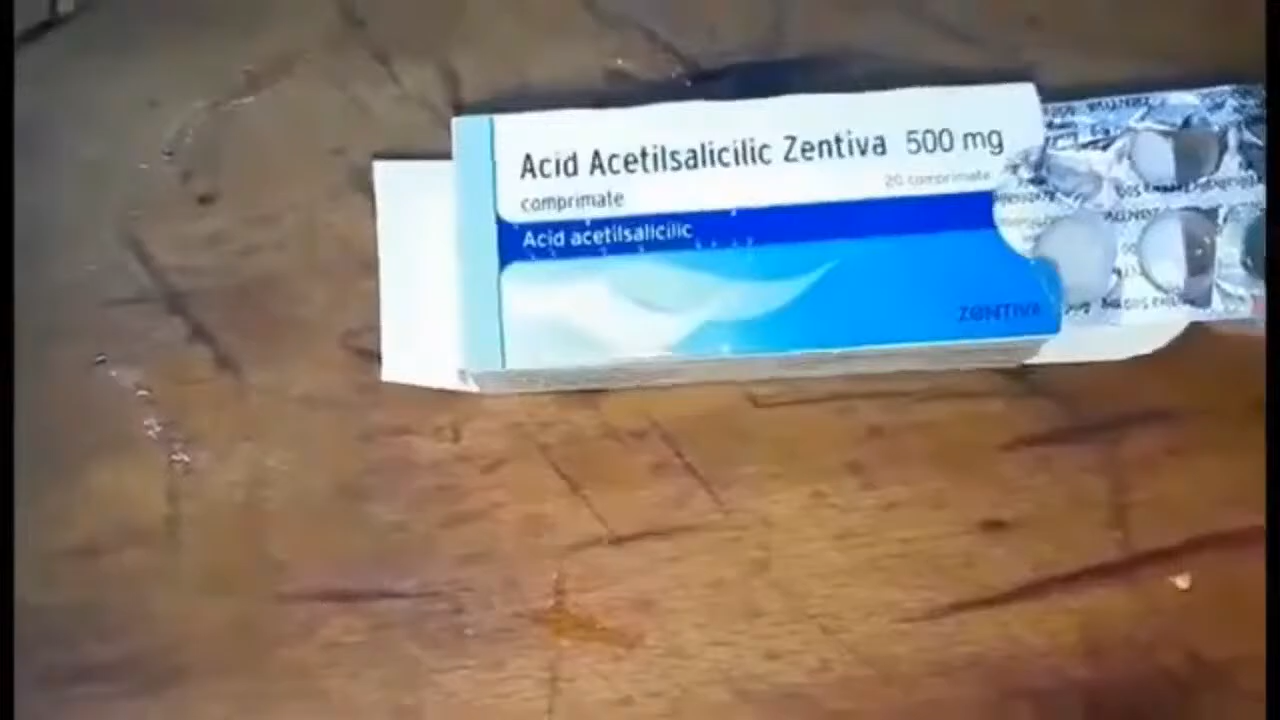 Acid Acetilsalicilic Zentiva 500 mg
20 comprimate
comprimate
Acid acetilsalicilic
ZENTIVA